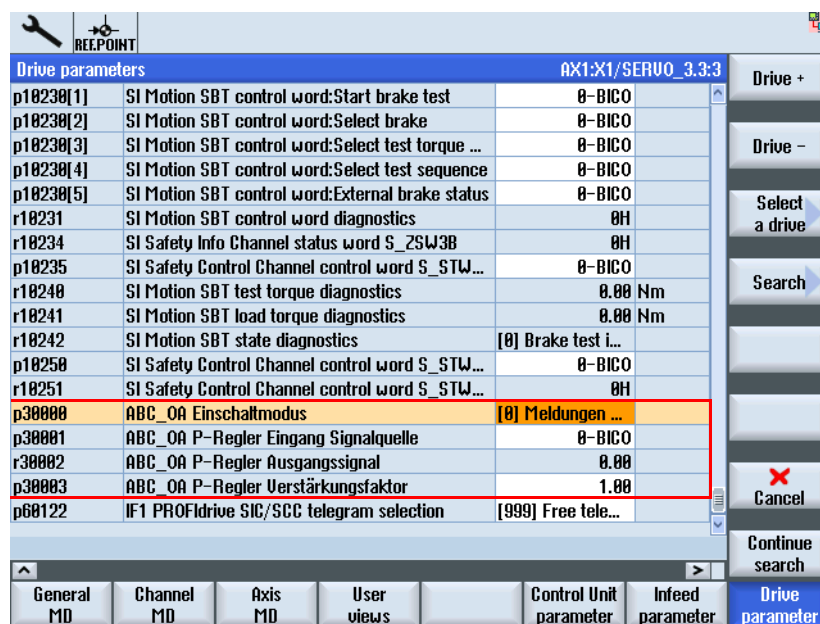 REF.POINT
Drive parameters AX1:X1/SERVO_3.3:3
p10230[1] SI Motion SBT control word:Start brake test 0-BICO
p10230[2] SI Motion SBT control word:Select brake 0-BICO
p10230[3] SI Motion SBT control word:Select test torque ... 0-BICO
p10230[4] SI Motion SBT control word:Select test sequence 0-BICO
p10230[5] SI Motion SBT control word:External brake status 0-BICO
r10231 SI Motion SBT control word diagnostics 0H
r10234 SI Safety Info Channel status word S_ZSW3B 0H
p10235 SI Safety Control Channel control word S_STW... 0-BICO
r10240 SI Motion SBT test torque diagnostics 0.00 Nm
r10241 SI Motion SBT load torque diagnostics 0.00 Nm
r10242 SI Motion SBT state diagnostics [0] Brake test i...
p10250 SI Safety Control Channel control word S_STW... 0-BICO
r10251 SI Safety Control Channel control word S_STW... 0H
p30000 ABC_OA Einschaltmodus [0] Meldungen ...
p30001 ABC_OA P-Regler Eingang Signalquelle 0-BICO
r30002 ABC_OA P-Regler Ausgangssignal 0.00
p30003 ABC_OA P-Regler Verstärkungsfaktor 1.00
p60122 IF1 PROFIdrive SIC/SCC telegram selection [999] Free tele...
Drive +
Drive -
Select
a drive
Search
Cancel
Continue
search
General
MD
Channel
MD
Axis
MD
User
views
Control Unit
parameter
Infeed
parameter
Drive
parameter